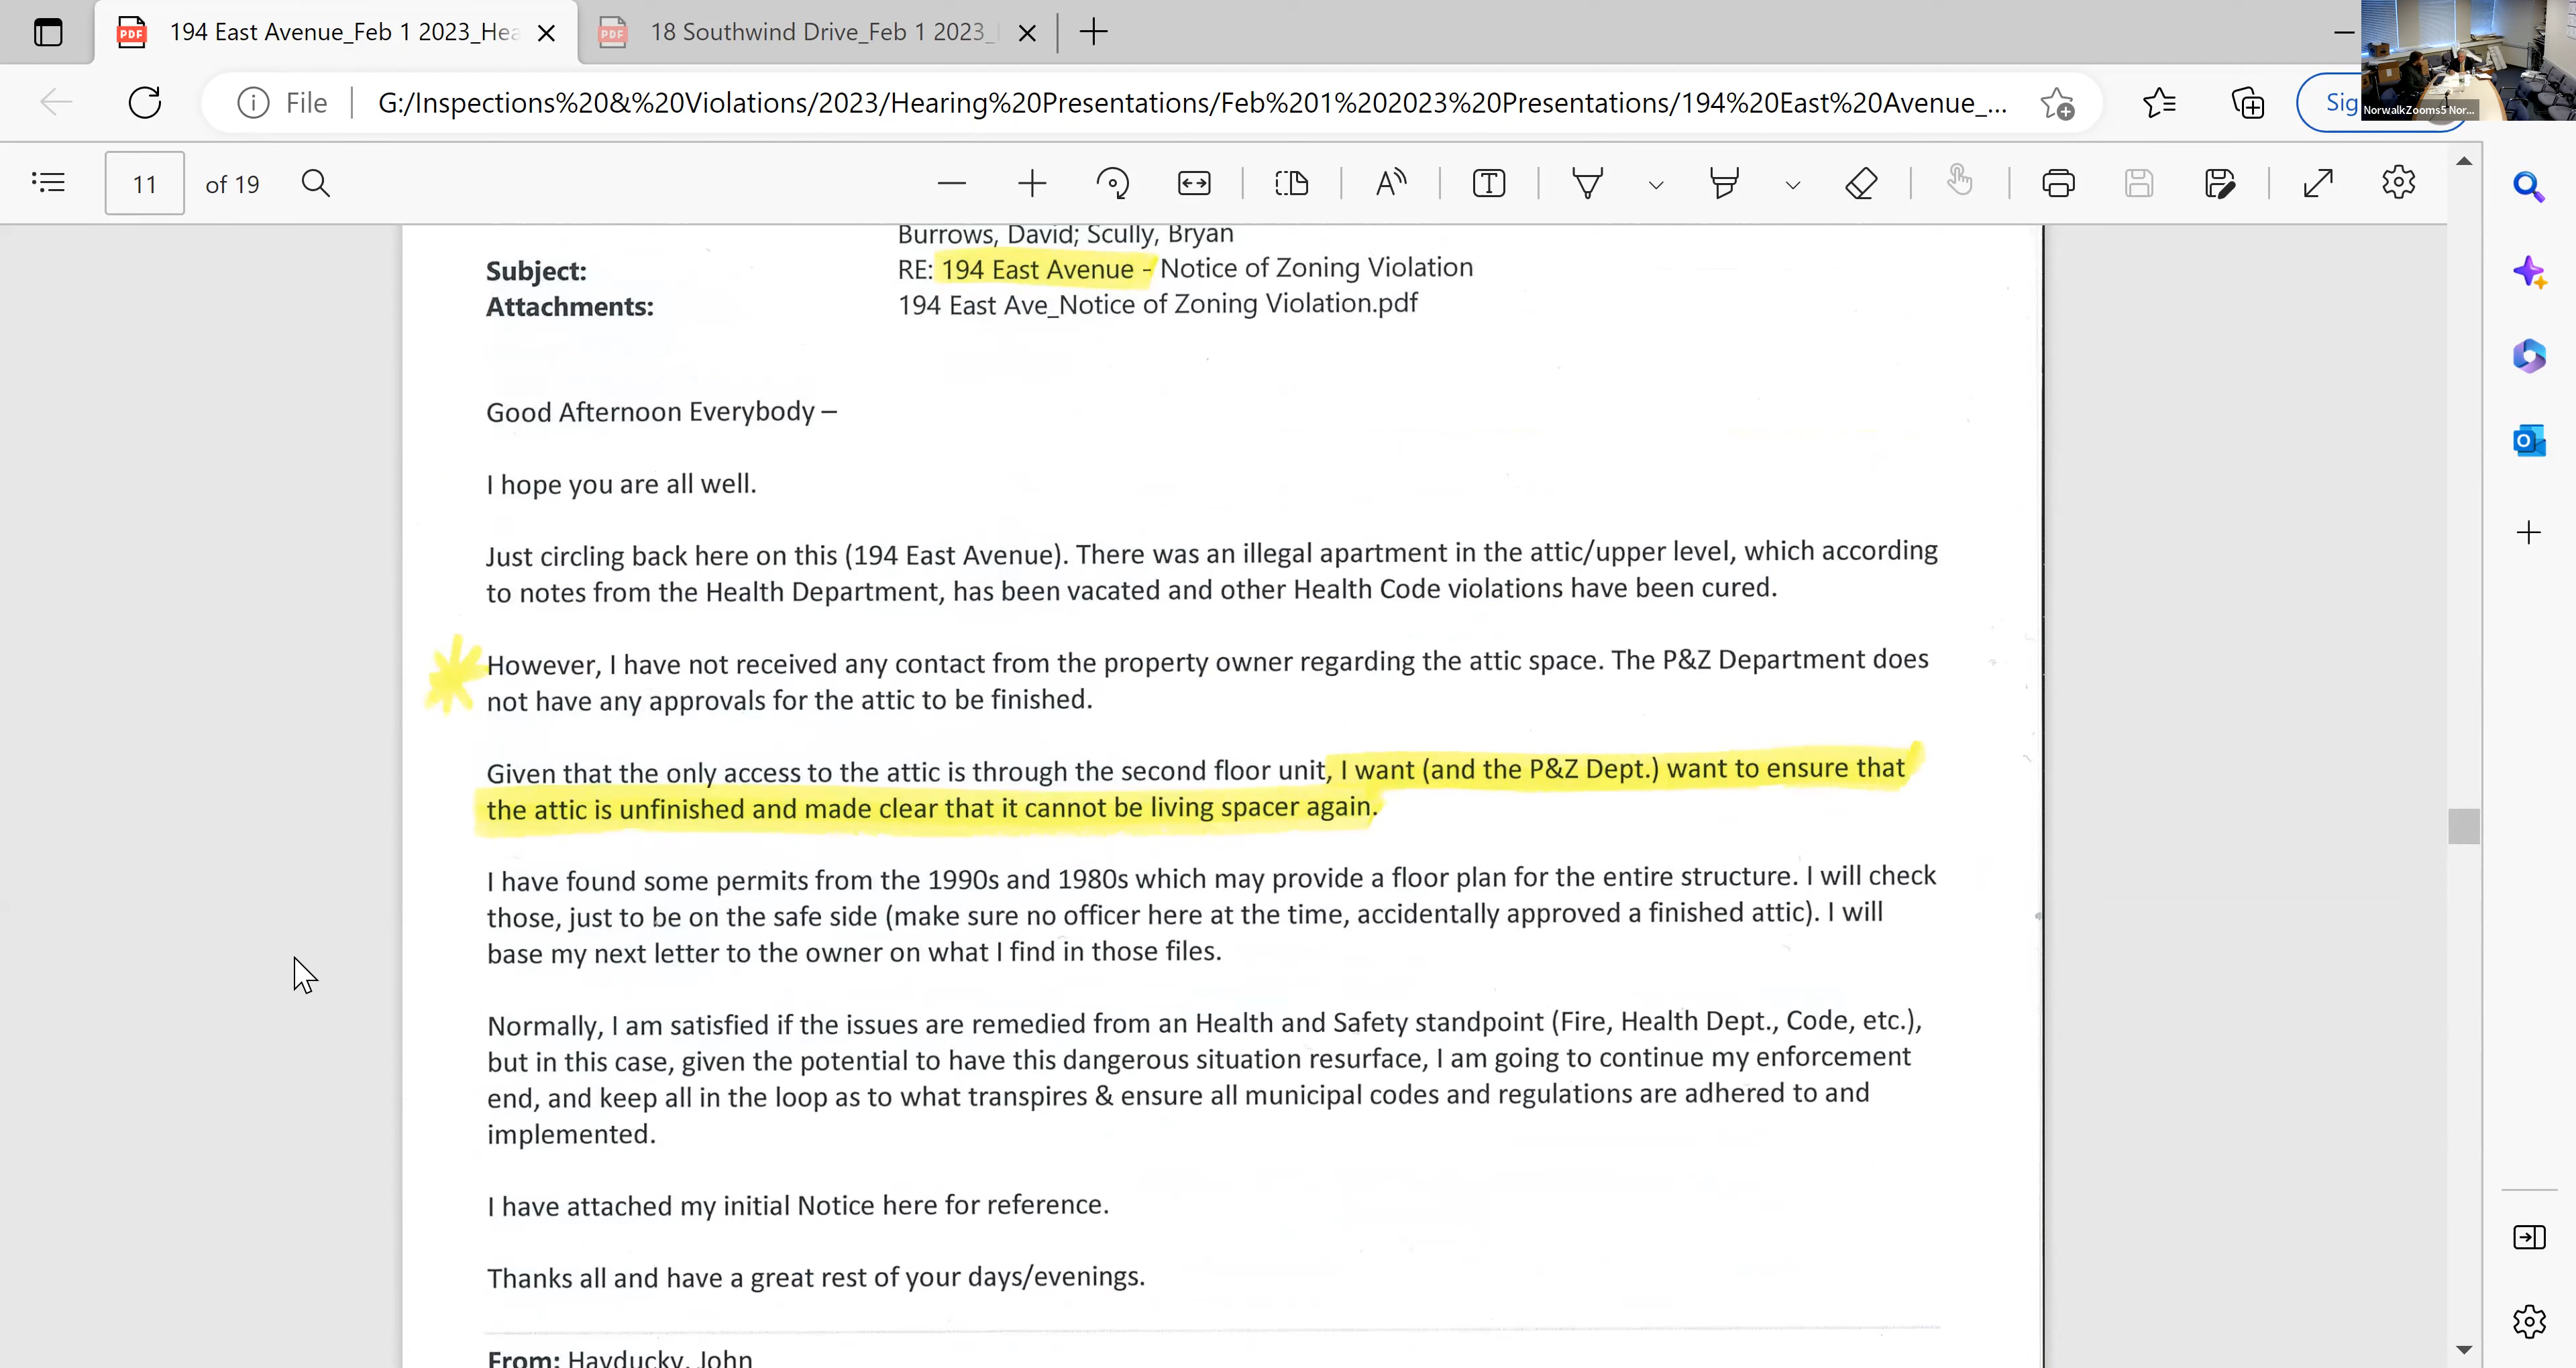 194 East Avenue_Feb 1 2023_Hea
18 Southwind Drive_Feb 1 2023_
File
G:/Inspections%20&%20Violations/2023/Hearing%20Presentations/Feb%201%202023%20Presentations/194%20East%20Avenue_...
Sig
NorwalkZooms5 Nor...
11 of 19
Burrows, David; Scully, Bryan
Subject: RE: 194 East Avenue - Notice of Zoning Violation
Attachments: 194 East Ave_Notice of Zoning Violation.pdf
Good Afternoon Everybody –
I hope you are all well.
Just circling back here on this (194 East Avenue). There was an illegal apartment in the attic/upper level, which according
to notes from the Health Department, has been vacated and other Health Code violations have been cured.
However, I have not received any contact from the property owner regarding the attic space. The P&Z Department does
not have any approvals for the attic to be finished.
Given that the only access to the attic is through the second floor unit, I want (and the P&Z Dept.) want to ensure that
the attic is unfinished and made clear that it cannot be living spacer again.
I have found some permits from the 1990s and 1980s which may provide a floor plan for the entire structure. I will check
those, just to be on the safe side (make sure no officer here at the time, accidentally approved a finished attic). I will
base my next letter to the owner on what I find in those files.
Normally, I am satisfied if the issues are remedied from an Health and Safety standpoint (Fire, Health Dept., Code, etc.),
but in this case, given the potential to have this dangerous situation resurface, I am going to continue my enforcement
end, and keep all in the loop as to what transpires & ensure all municipal codes and regulations are adhered to and
implemented.
I have attached my initial Notice here for reference.
Thanks all and have a great rest of your days/evenings.
From: Hayducky, John